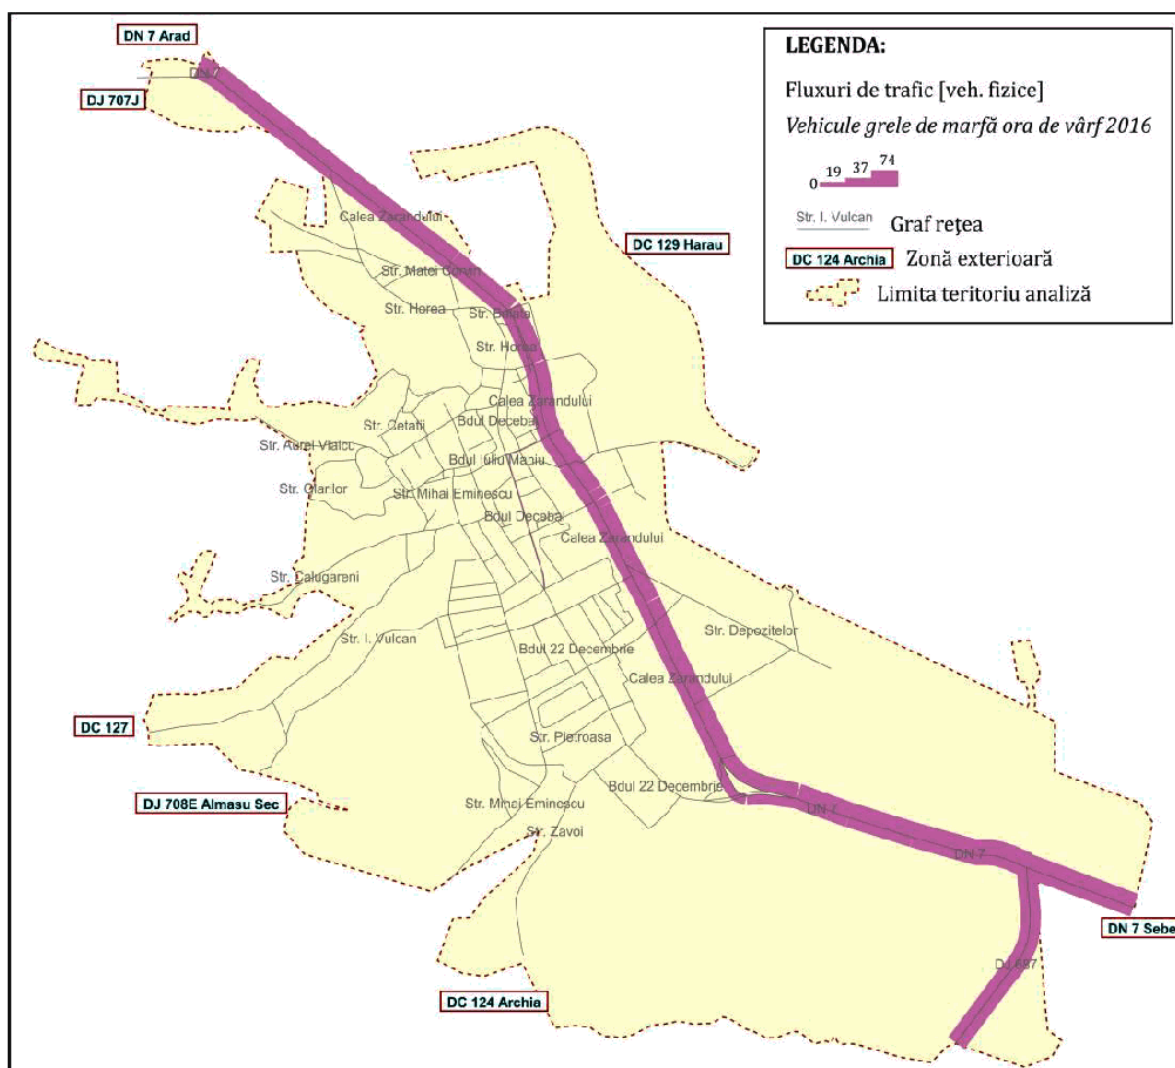 DN 7 Arad
DN 7
DJ 707J
LEGENDA:
Fluxuri de trafic [veh. fizice]
Vehicule grele de marfă ora de vârf 2016
0 19 37 74
Str. I. Vulcan Graf rețea
DC 124 Archia Zonă exterioară
Limita teritoriu analiză
Calea Zarandului
DC 129 Harau
Str. Matei Corvin
Str. Horea
Str. Horea
Calea Zarandului
Bdul Decebal
Str. Cetatii
Str. Aurel Vlaicu
Bdul Iuliu Maniu
Str. Olarilor
Str. Mihai Eminescu
Bdul Decebal
Calea Zarandului
Str. Calugareni
Str. I. Vulcan
Str. Depozitelor
Bdul 22 Decembrie
Calea Zarandului
DC 127
Str. Pietroasa
Bdul 22 Decembrie
DJ 708E Almasu Sec
Str. Mihai Eminescu
DN 7
Str. Zavoi
DN 7
DN 7 Sebe
DJ 687
DC 124 Archia